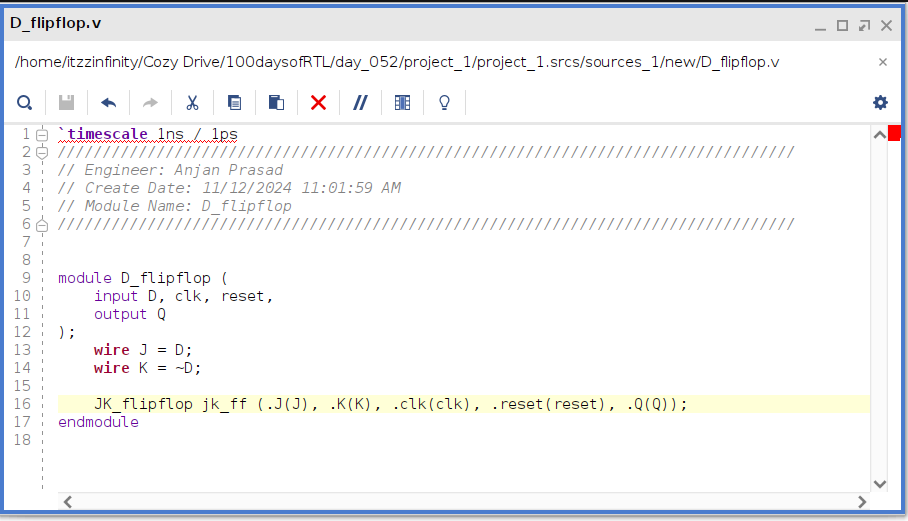 D_flipflop.v
/home/itzzinfinity/Cozy Drive/100daysofRTL/day_052/project_1/project_1.srcs/sources_1/new/D_flipflop.v
1 `timescale 1ns / 1ps
2 //////////////////////////////////////////////////////////////////////////////////
3 // Engineer: Anjan Prasad
4 // Create Date: 11/12/2024 11:01:59 AM
5 // Module Name: D_flipflop
6 //////////////////////////////////////////////////////////////////////////////////
7
8
9 module D_flipflop (
10     input D, clk, reset,
11     output Q
12 );
13     wire J = D;
14     wire K = ~D;
15
16     JK_flipflop jk_ff (.J(J), .K(K), .clk(clk), .reset(reset), .Q(Q));
17 endmodule
18